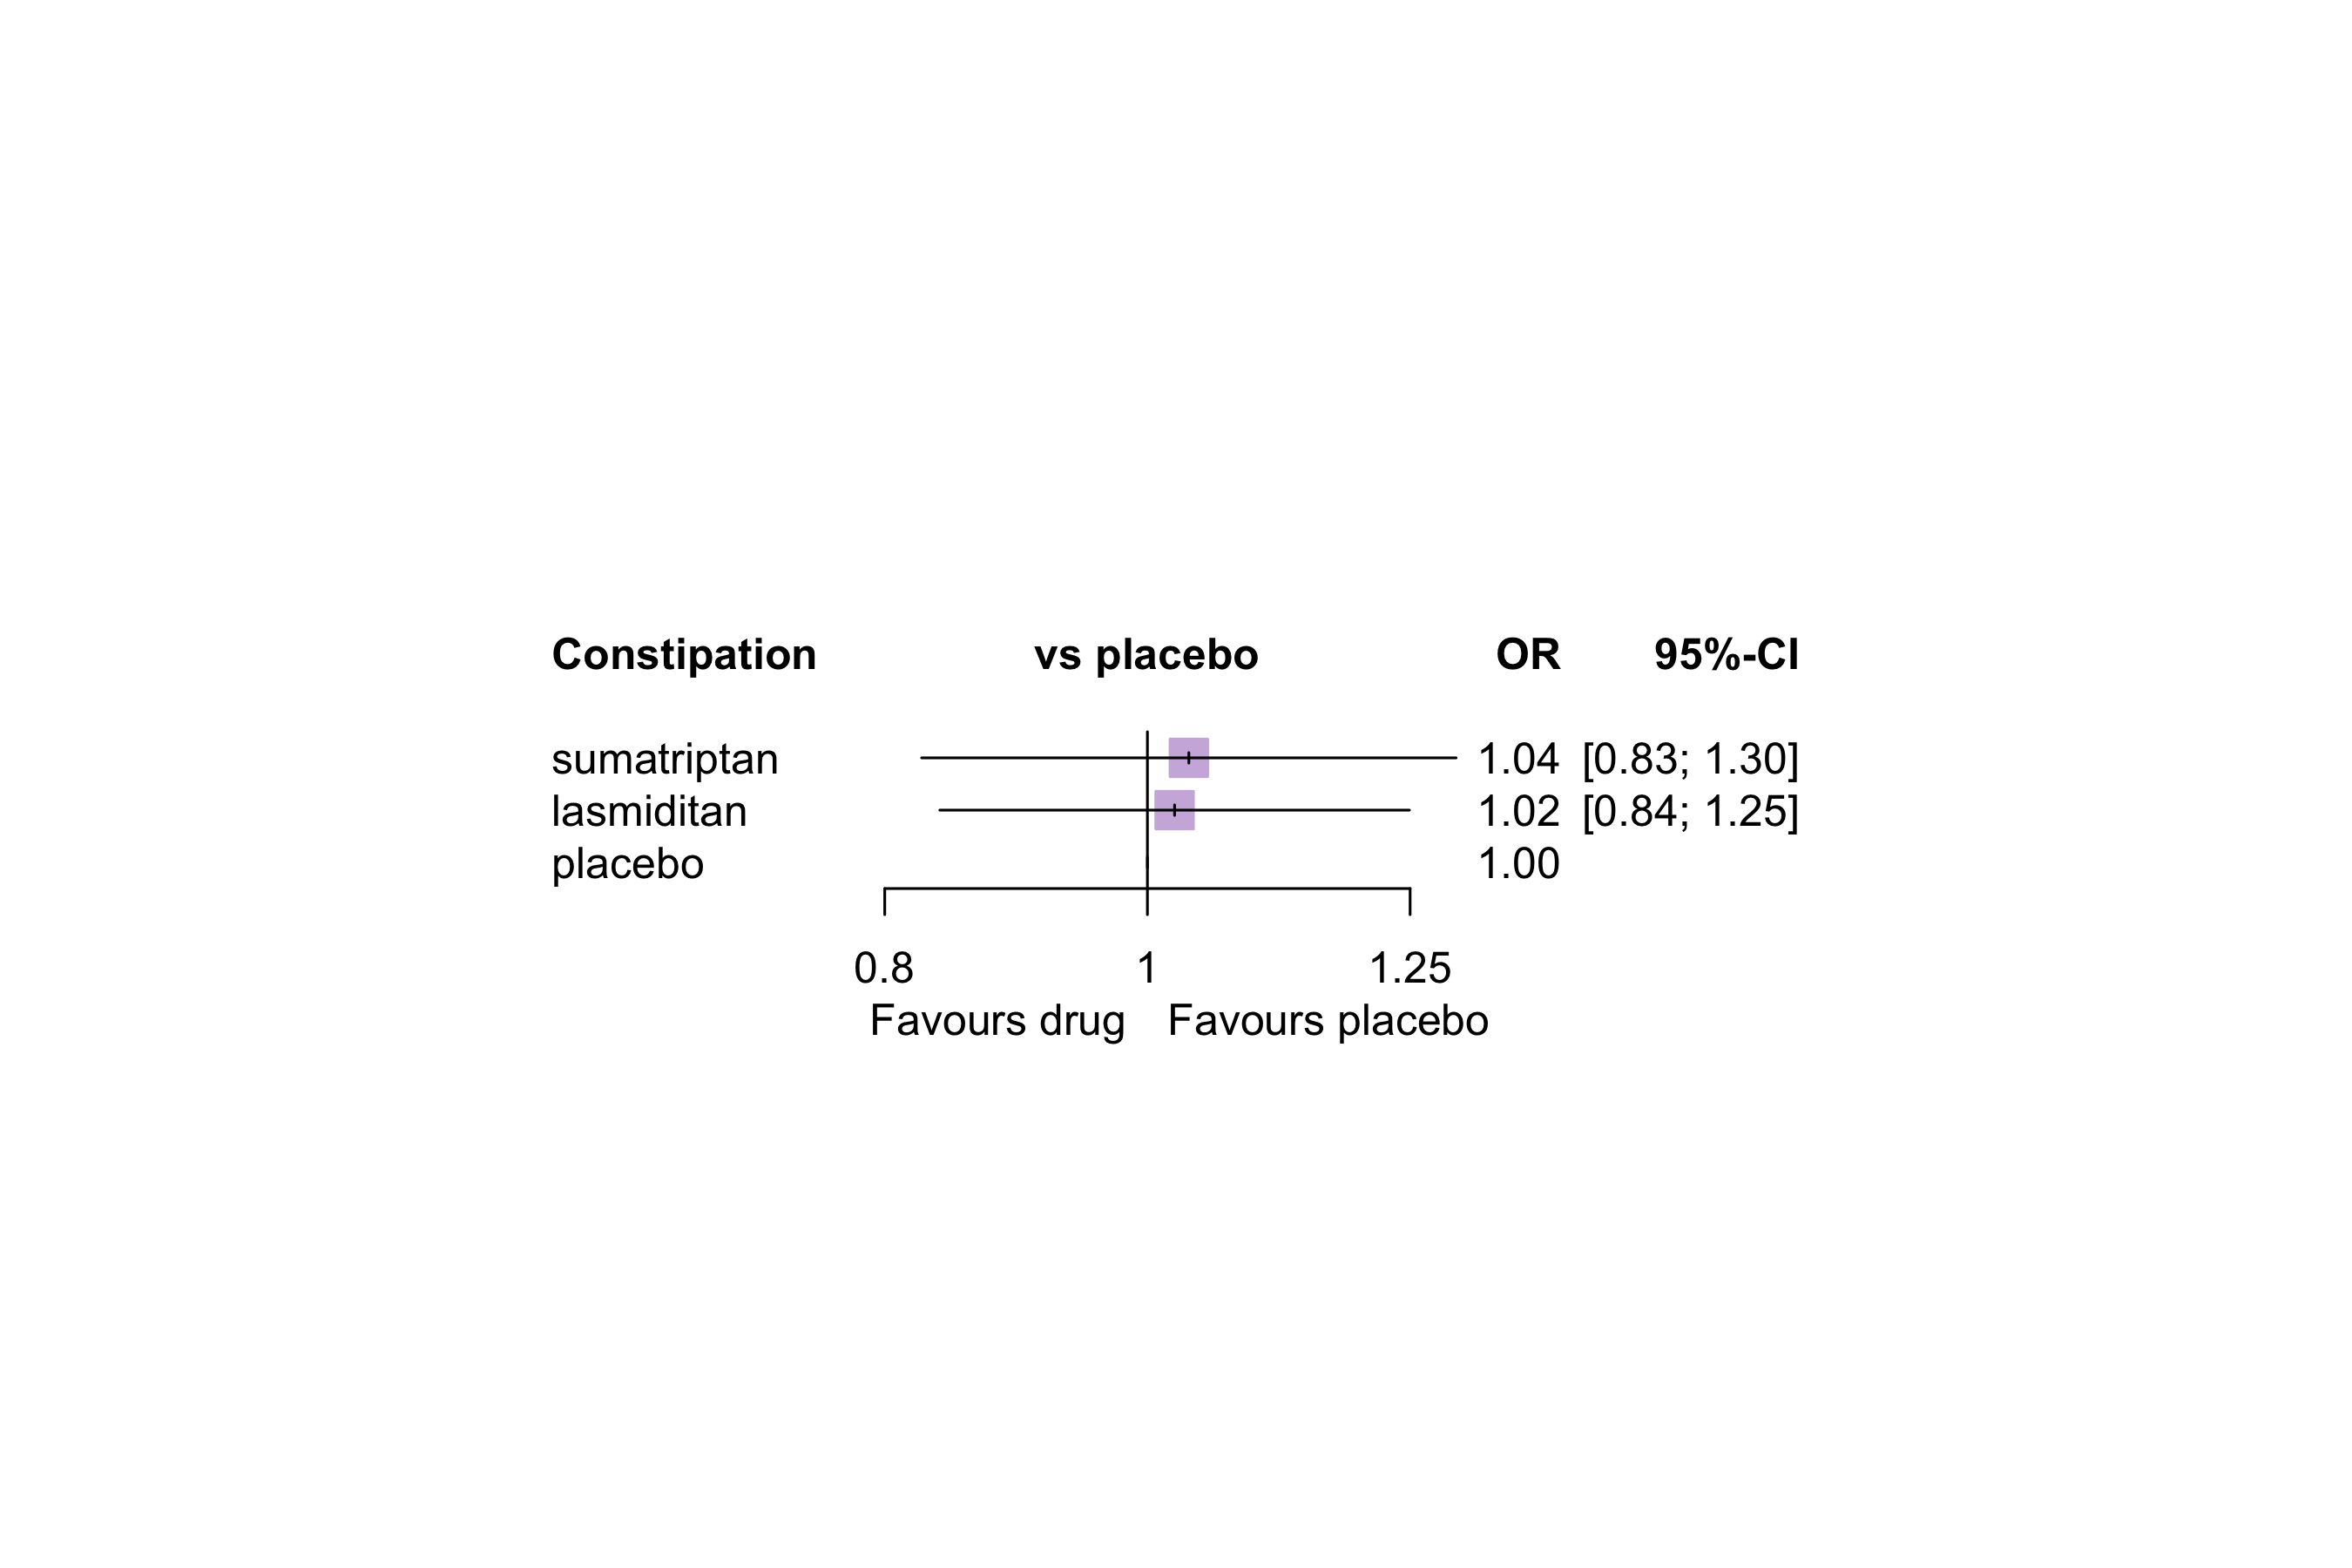 Constipation vs placebo OR 95%-CI
sumatriptan 1.04 [0.83; 1.30]
lasmiditan 1.02 [0.84; 1.25]
placebo 1.00
0.8 1 1.25
Favours drug Favours placebo